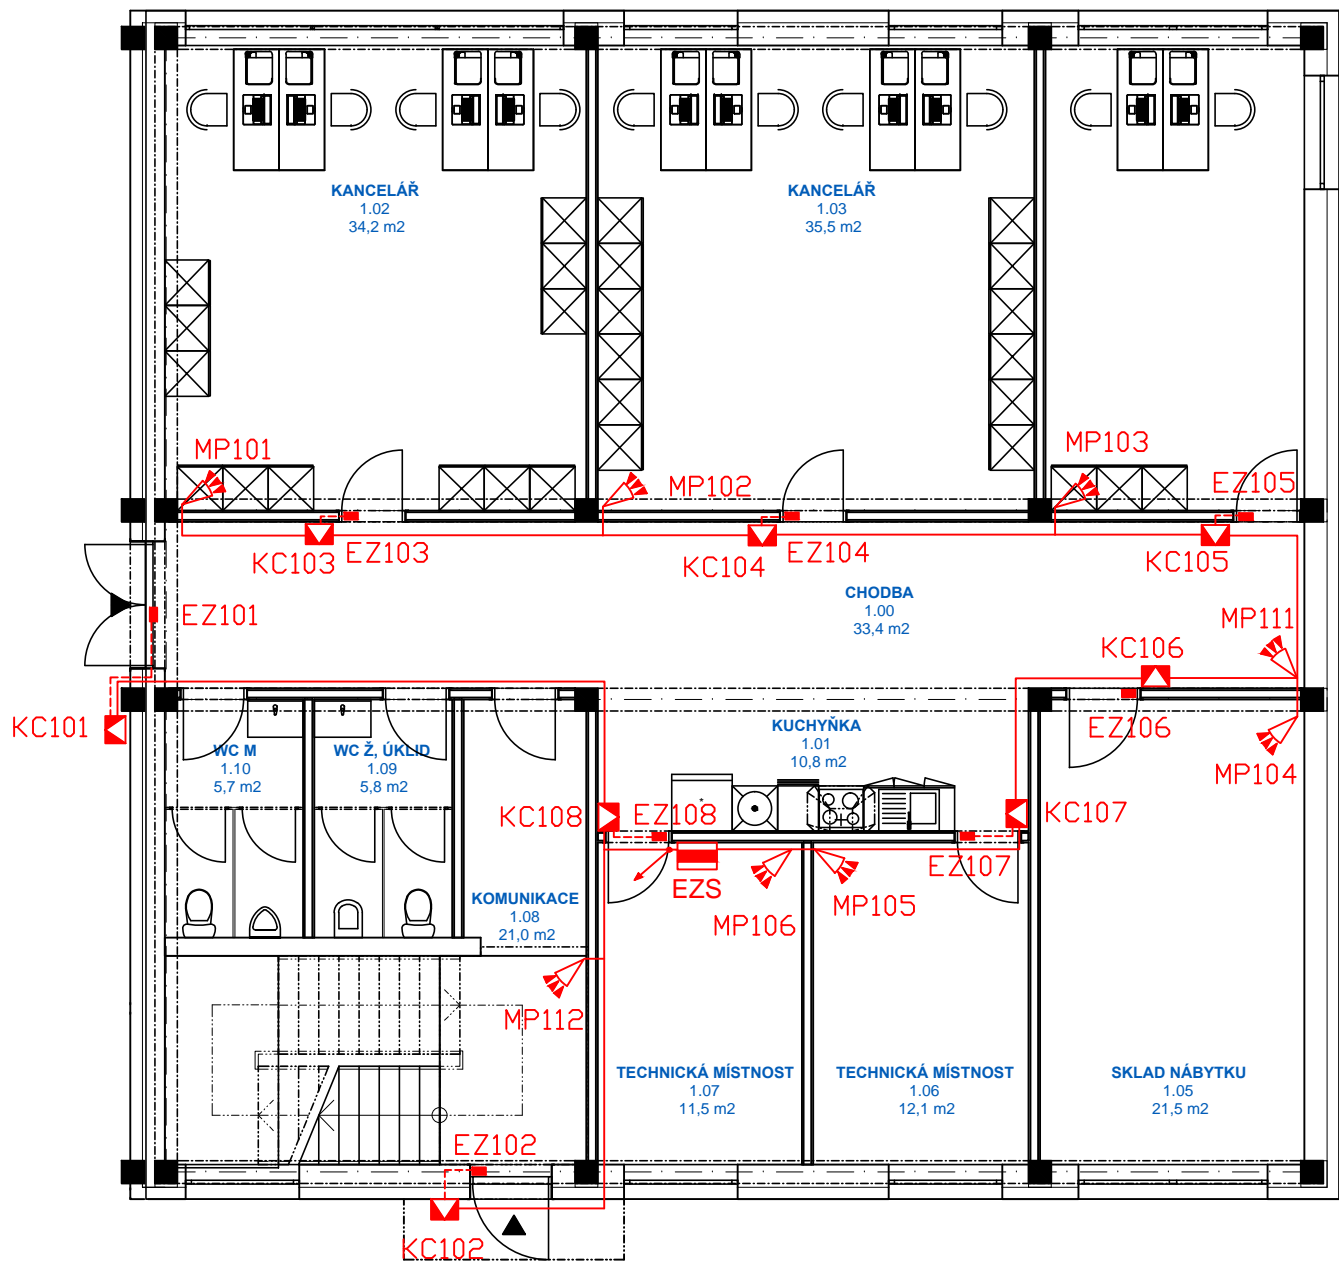 KANCELÁŘ
1.02
34,2 m2
KANCELÁŘ
1.03
35,5 m2
MP101
MP102
MP103
EZ105
KC103
EZ103
KC104
EZ104
KC105
CHODBA
1.00
33,4 m2
EZ101
MP111
KC106
KC101
EZ106
MP104
WC M
1.10
5,7 m2
WC Ž, ÚKLID
1.09
5,8 m2
KUCHYŇKA
1.01
10,8 m2
KC108
EZ108
KC107
EZ107
EZS
MP106
MP105
KOMUNIKACE
1.08
21,0 m2
MP112
TECHNICKÁ MÍSTNOST
1.07
11,5 m2
TECHNICKÁ MÍSTNOST
1.06
12,1 m2
SKLAD NÁBYTKU
1.05
21,5 m2
EZ102
KC102